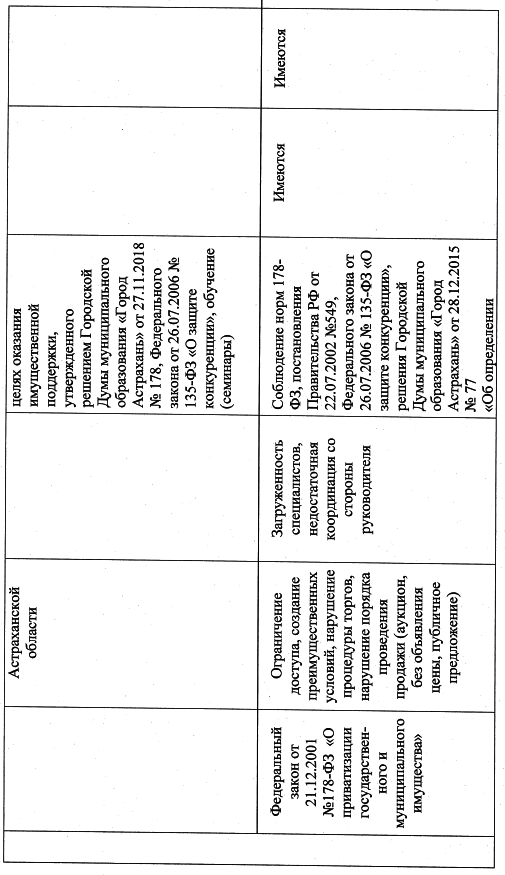 Астраханской
области
целях оказания
имущественной
поддержки,
утвержденного
решением Городской
Думы муниципального
образования «Город
Астрахань» от 27.11.2018
№ 178, Федерального
закона от 26.07.2006 №
135-ФЗ «О защите
конкуренции», обучение
(семинары)
Федеральный
закон от
21.12.2001
№178-ФЗ «О
приватизации
государствен-
ного и
муниципального
имущества»
Ограничение
доступа, создание
преимущественных
условий, нарушение
процедуры торгов,
нарушение порядка
проведения
продажи (аукцион,
без объявления
цены, публичное
предложение)
Загруженность
специалистов,
недостаточная
координация со
стороны
руководителя
Соблюдение норм 178-
ФЗ, постановления
Правительства РФ от
22.07.2002 №549,
Федерального закона от
26.07.2006 № 135-ФЗ «О
защите конкуренции»,
решения Городской
Думы муниципального
образования «Город
Астрахань» от 28.12.2015
№ 77
«Об определении
Имеются
Имеются